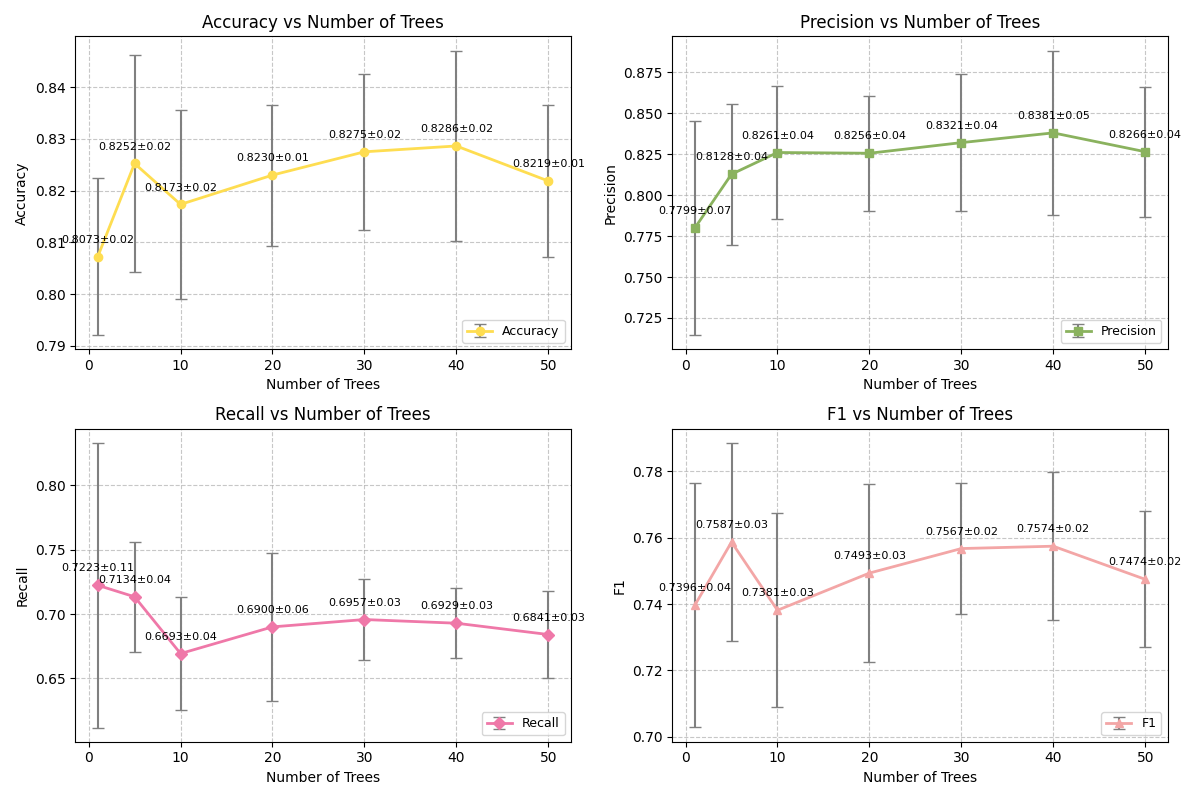 Accuracy vs Number of Trees
Accuracy
0.84
0.83
0.82
0.81
0.80
0.79
0.8073±0.02
0.8252±0.02
0.8173±0.02
0.8230±0.01
0.8275±0.02
0.8286±0.02
0.8219±0.01
Accuracy
0 10 20 30 40 50
Number of Trees
Precision vs Number of Trees
Precision
0.875
0.850
0.825
0.800
0.775
0.750
0.725
0.7799±0.07
0.8128±0.04
0.8261±0.04
0.8256±0.04
0.8321±0.04
0.8381±0.05
0.8266±0.04
Precision
0 10 20 30 40 50
Number of Trees
Recall vs Number of Trees
Recall
0.80
0.75
0.70
0.65
0.7223±0.11
0.7134±0.04
0.6693±0.04
0.6900±0.06
0.6957±0.03
0.6929±0.03
0.6841±0.03
Recall
0 10 20 30 40 50
Number of Trees
F1 vs Number of Trees
F1
0.78
0.76
0.74
0.72
0.70
0.7396±0.04
0.7587±0.03
0.7381±0.03
0.7493±0.03
0.7567±0.02
0.7574±0.02
0.7474±0.02
F1
0 10 20 30 40 50
Number of Trees